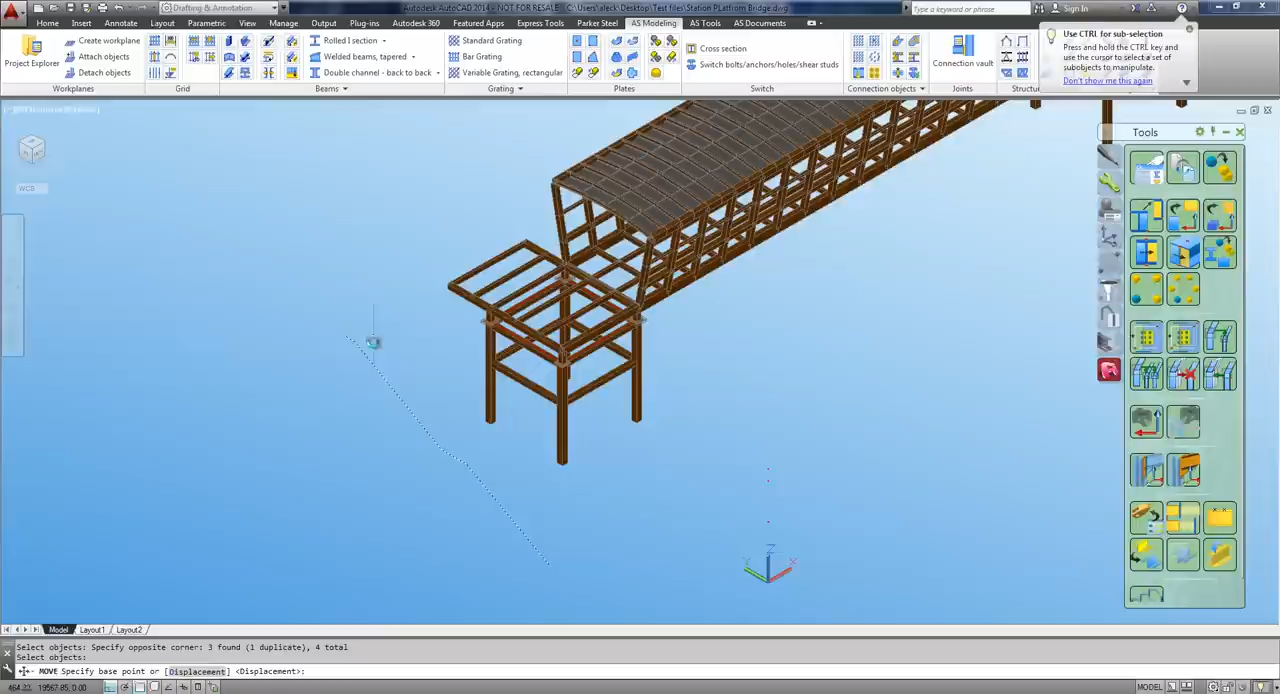 Autodesk AutoCAD 2014 - NOT FOR RESALE - C:\Users\aleck\Desktop\Test files\Station PLatfrom Bridge.dwg
Drafting & Annotation
Type a keyword or phrase
Sign In
Home Insert Annotate Layout Parametric View Manage Output Plug-ins Autodesk 360 Featured Apps Express Tools Parker Steel AS Modeling AS Tools AS Documents
Project Explorer
Create workplane
Attach objects
Detach objects
Rolled I section
Welded beams, tapered
Double channel - back to back
Standard Grating
Bar Grating
Variable Grating, rectangular
Cross section
Switch bolts/anchors/holes/shear studs
Connection vault
Workplanes Grid Beams Grating Plates Switch Connection objects Joints Structu
Use CTRL for sub-selection
Press and hold the CTRL key and
use the cursor to select a set of
subobjects to manipulate.
Don't show me this again
WCS
Tools
Z
Y
X
Model Layout1 Layout2
Select objects: Specify opposite corner: 3 found (1 duplicate), 4 total
Select objects:
MOVE Specify base point or [Displacement] <Displacement>:
MODEL